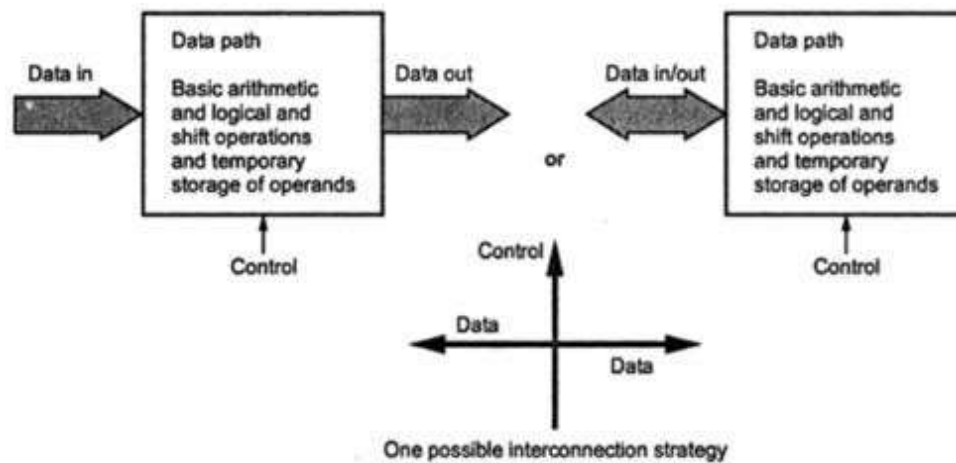 Data in
Data path
Basic arithmetic
and logical and
shift operations
and temporary
storage of operands
Data out
Control
or
Data in/out
Data path
Basic arithmetic
and logical and
shift operations
and temporary
storage of operands
Control
Control
Data
Data
One possible interconnection strategy